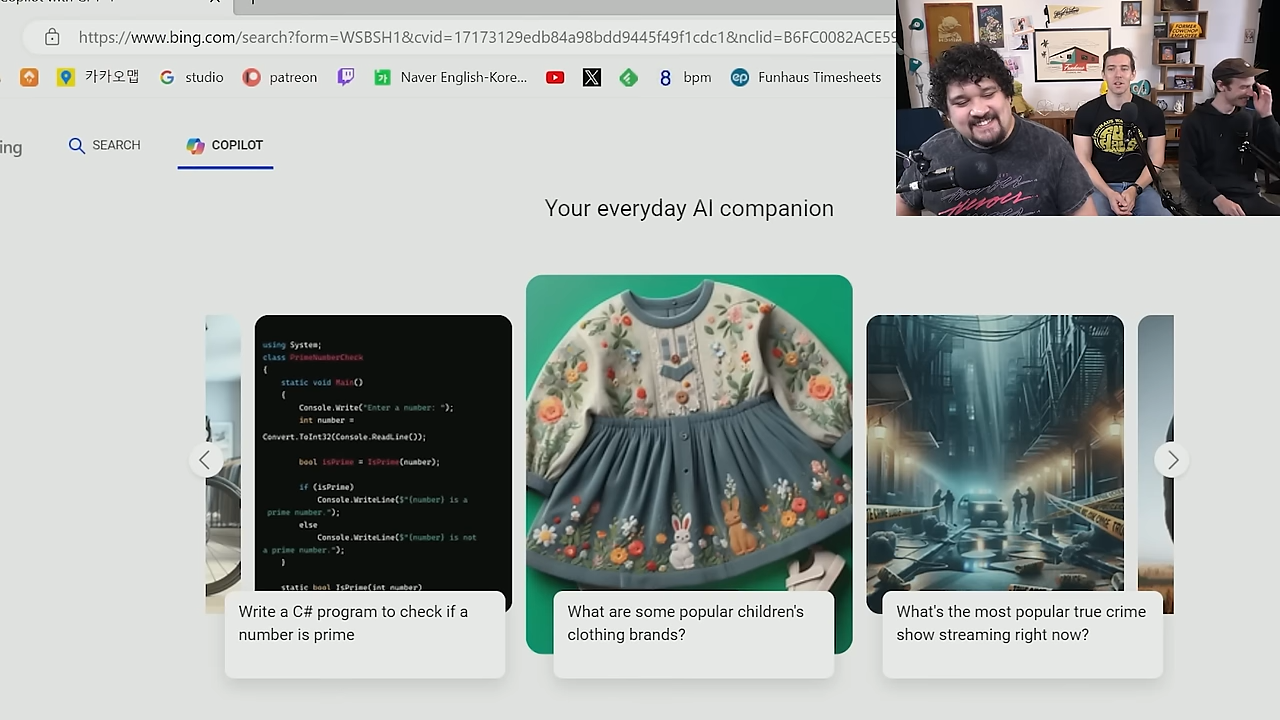 https://www.bing.com/search?form=WSBSH1&cvid=
카카오맵
studio
patreon
Naver English-Kore...
bpm
Funhaus Timesheets
ing
SEARCH
COPILOT
Your everyday AI companion
using System;
class PrimeNumberCheck
{
static void Main()
{
Console.Write("Enter a number: ");
int number =
Convert.ToInt32(Console.ReadLine());
bool isPrime = IsPrime(number);
if (isPrime)
Console.WriteLine($"{number} is a
prime number.");
else
Console.WriteLine($"{number} is not
a prime number.");
}
static bool IsPrime(int number)
Write a C# program to check if a
number is prime
What are some popular children's
clothing brands?
What's the most popular true crime
show streaming right now?